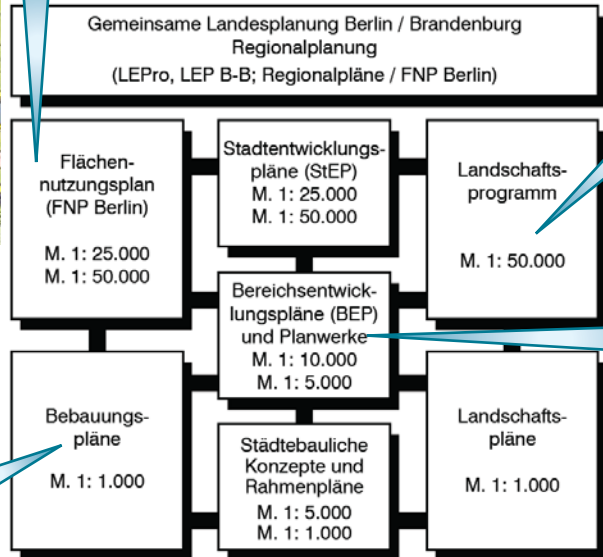 Gemeinsame Landesplanung Berlin / Brandenburg
Regionalplanung
(LEPro, LEP B-B; Regionalpläne / FNP Berlin)
Flächen-
nutzungsplan
(FNP Berlin)
M. 1: 25.000
M. 1: 50.000
Stadtentwicklungs-
pläne (StEP)
M. 1: 25.000
M. 1: 50.000
Landschafts-
programm
M. 1: 50.000
Bereichsentwick-
lungspläne (BEP)
und Planwerke
M. 1: 10.000
M. 1: 5.000
Bebauungs-
pläne
M. 1: 1.000
Städtebauliche
Konzepte und
Rahmenpläne
M. 1: 5.000
M. 1: 1.000
Landschafts-
pläne
M. 1: 1.000